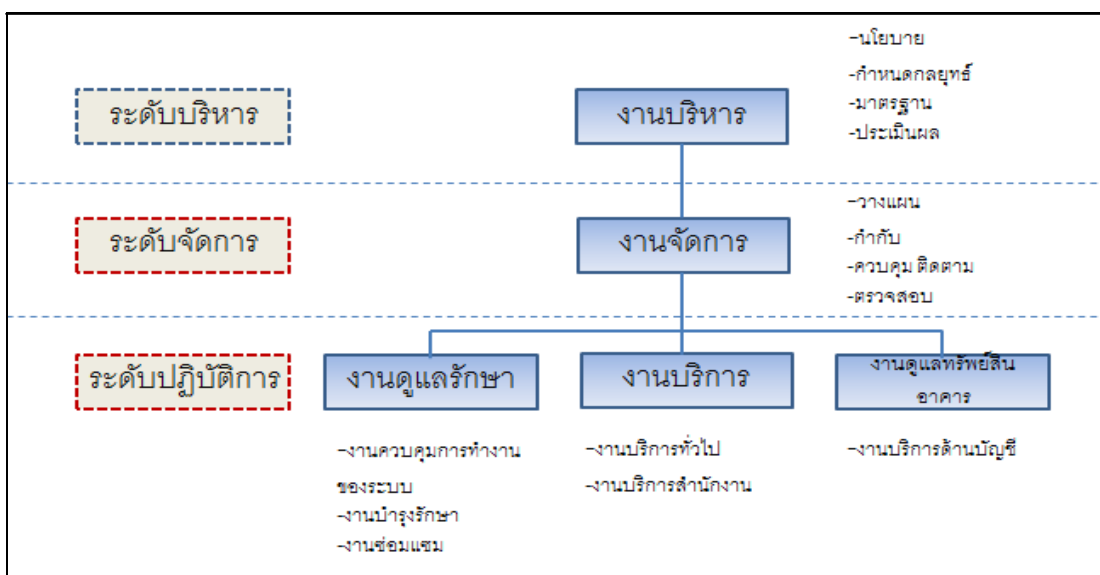 -นโยบาย
-กำหนดกลยุทธ์
-มาตรฐาน
-ประเมินผล
ระดับบริหาร
งานบริหาร
-วางแผน
-กำกับ
-ควบคุม ติดตาม
-ตรวจสอบ
ระดับจัดการ
งานจัดการ
ระดับปฏิบัติการ
งานดูแลรักษา
งานบริการ
งานดูแลทรัพย์สิน
อาคาร
-งานควบคุมการทำงาน
ของระบบ
-งานบำรุงรักษา
-งานซ่อมแซม
-งานบริการทั่วไป
-งานบริการสำนักงาน
-งานบริการด้านบัญชี